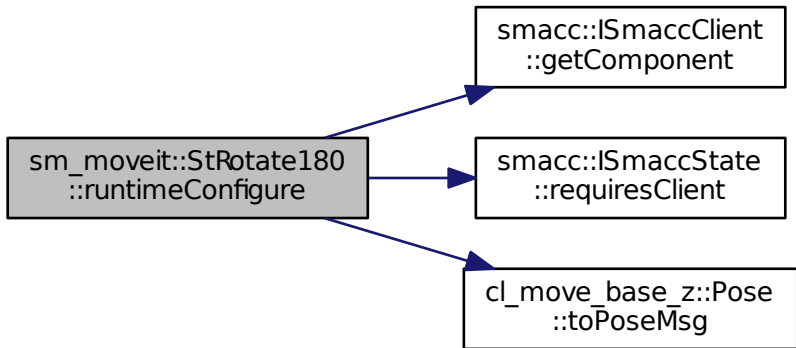 smacc::ISmaccClient
::getComponent
sm_moveit::StRotate180
::runtimeConfigure
smacc::ISmaccState
::requiresClient
cl_move_base_z::Pose
::toPoseMsg